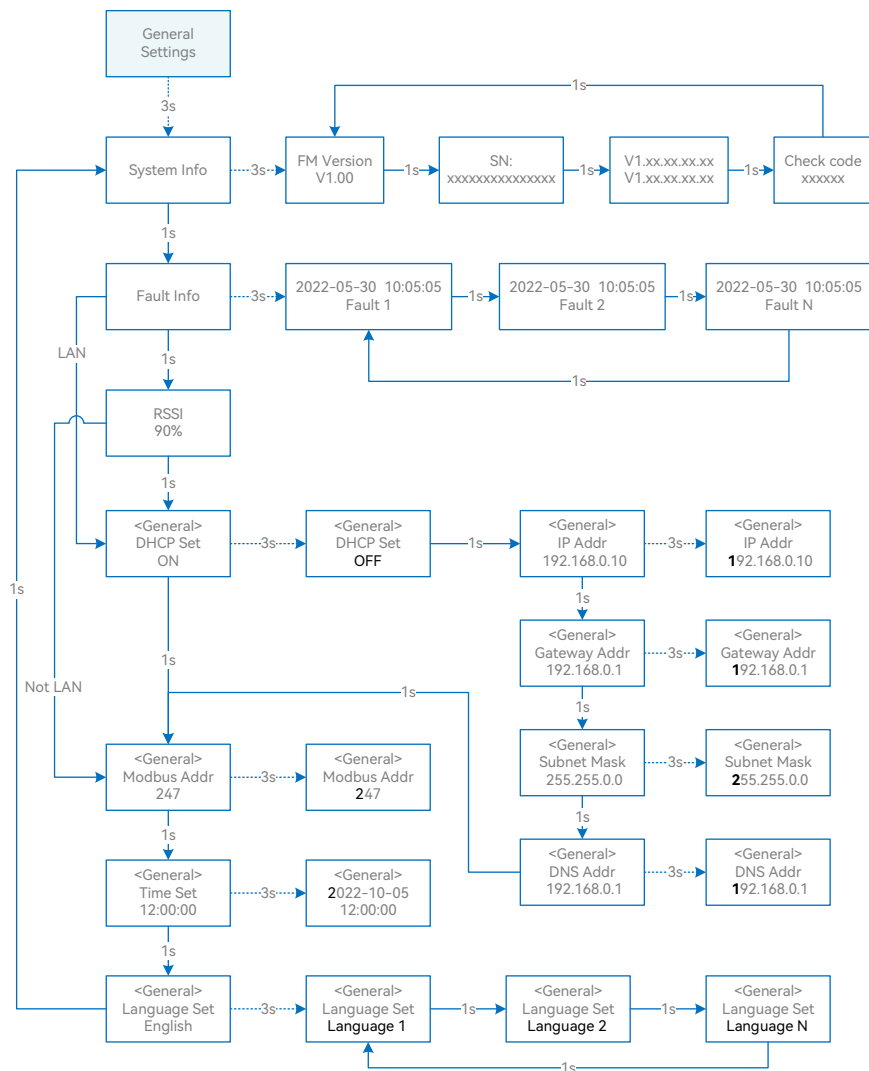 General
Settings
3s
1s
System Info
3s
FM Version
V1.00
1s
SN:
xxxxxxxxxxxxxxx
1s
V1.xx.xx.xx.xx
V1.xx.xx.xx.xx
1s
Check code
xxxxxx
1s
Fault Info
3s
2022-05-30 10:05:05
Fault 1
1s
2022-05-30 10:05:05
Fault 2
1s
2022-05-30 10:05:05
Fault N
1s
LAN
1s
RSSI
90%
1s
<General>
DHCP Set
ON
3s
<General>
DHCP Set
OFF
1s
<General>
IP Addr
192.168.0.10
3s
<General>
IP Addr
192.168.0.10
1s
1s
<General>
Gateway Addr
192.168.0.1
3s
<General>
Gateway Addr
192.168.0.1
1s
Not LAN
1s
1s
<General>
Subnet Mask
255.255.0.0
3s
<General>
Subnet Mask
255.255.0.0
<General>
Modbus Addr
247
3s
<General>
Modbus Addr
247
1s
1s
<General>
DNS Addr
192.168.0.1
3s
<General>
DNS Addr
192.168.0.1
<General>
Time Set
12:00:00
3s
2022-10-05
12:00:00
1s
<General>
Language Set
English
3s
<General>
Language Set
Language 1
1s
<General>
Language Set
Language 2
1s
<General>
Language Set
Language N
1s